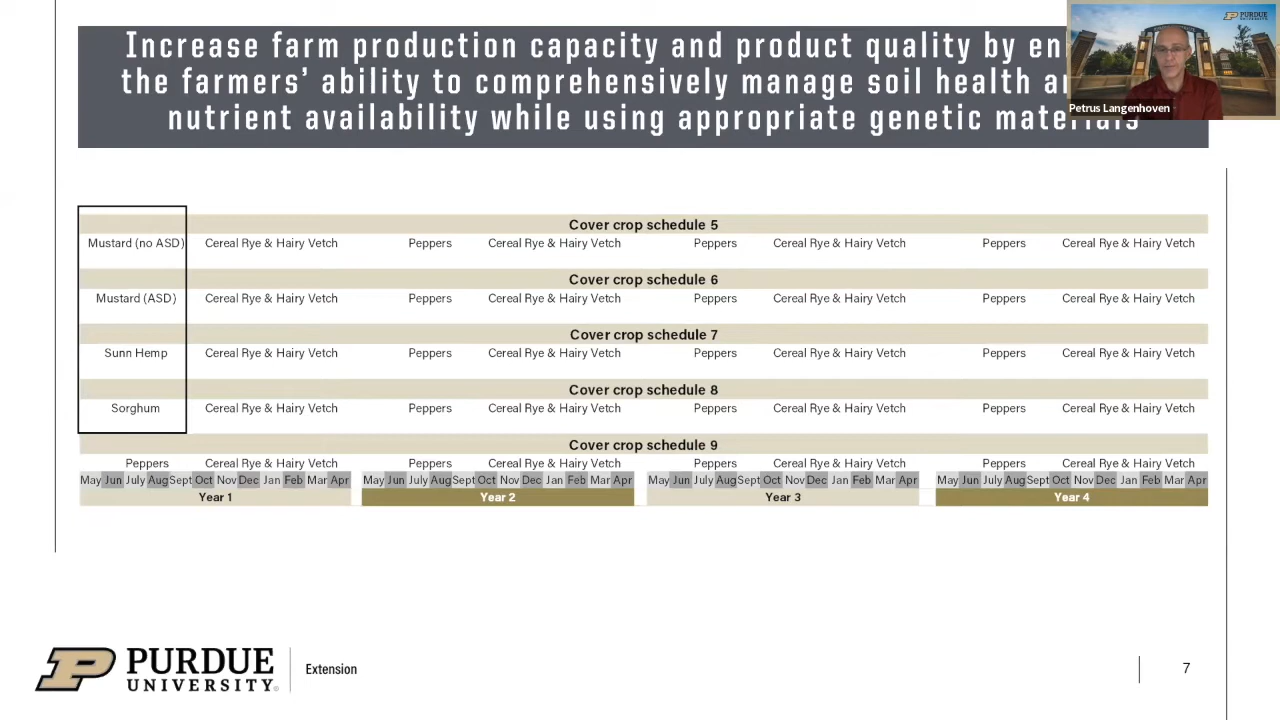 Increase farm production capacity and product quality by
the farmers' ability to comprehensively manage soil health
nutrient availability while using appropriate genetic materials
PURDUE
UNIVERSITY
Petrus Langenhoven
Cover crop schedule 5
Mustard (no ASD) Cereal Rye & Hairy Vetch Peppers Cereal Rye & Hairy Vetch Peppers Cereal Rye & Hairy Vetch Peppers Cereal Rye & Hairy Vetch
Cover crop schedule 6
Mustard (ASD) Cereal Rye & Hairy Vetch Peppers Cereal Rye & Hairy Vetch Peppers Cereal Rye & Hairy Vetch Peppers Cereal Rye & Hairy Vetch
Cover crop schedule 7
Sunn Hemp Cereal Rye & Hairy Vetch Peppers Cereal Rye & Hairy Vetch Peppers Cereal Rye & Hairy Vetch Peppers Cereal Rye & Hairy Vetch
Cover crop schedule 8
Sorghum Cereal Rye & Hairy Vetch Peppers Cereal Rye & Hairy Vetch Peppers Cereal Rye & Hairy Vetch Peppers Cereal Rye & Hairy Vetch
Cover crop schedule 9
Peppers Cereal Rye & Hairy Vetch Peppers Cereal Rye & Hairy Vetch Peppers Cereal Rye & Hairy Vetch Peppers Cereal Rye & Hairy Vetch
May Jun July Aug Sept Oct Nov Dec Jan Feb Mar Apr May Jun July Aug Sept Oct Nov Dec Jan Feb Mar Apr May Jun July Aug Sept Oct Nov Dec Jan Feb Mar Apr May Jun July Aug Sept Oct Nov Dec Jan Feb Mar Apr
Year 1 Year 2 Year 3 Year 4
PURDUE
UNIVERSITY
Extension
7